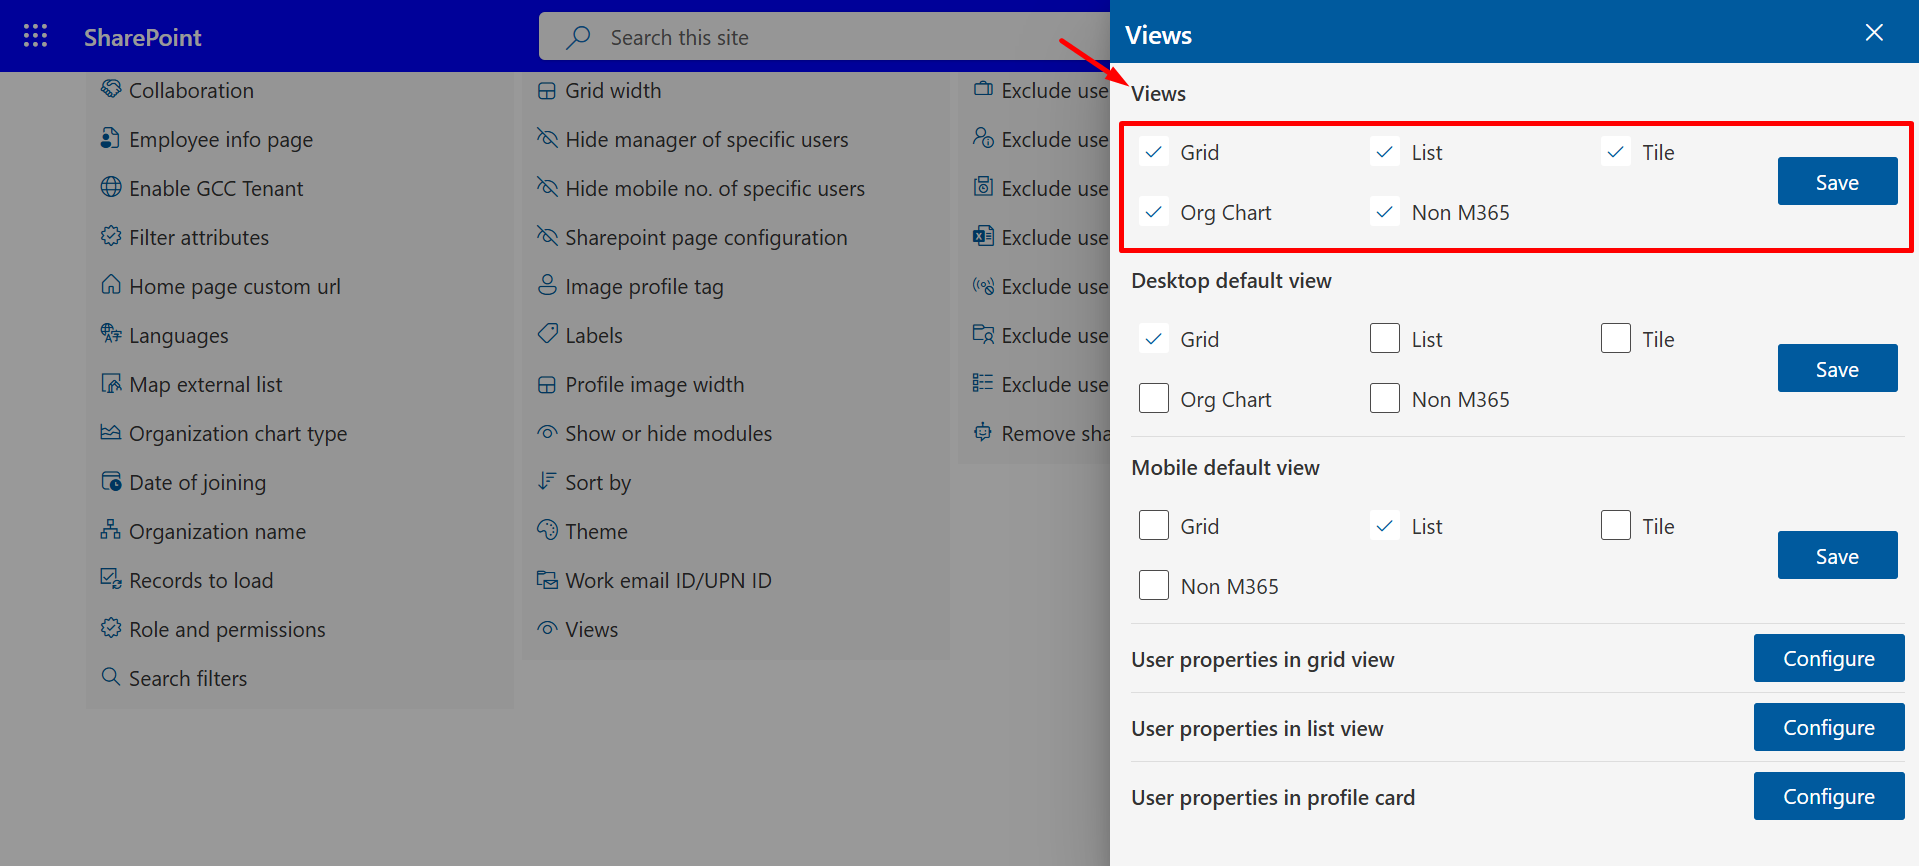 SharePoint
Search this site
Collaboration
Employee info page
Enable GCC Tenant
Filter attributes
Home page custom url
Languages
Map external list
Organization chart type
Date of joining
Organization name
Records to load
Role and permissions
Search filters
Grid width
Hide manager of specific users
Hide mobile no. of specific users
Sharepoint page configuration
Image profile tag
Labels
Profile image width
Show or hide modules
Sort by
Theme
Work email ID/UPN ID
Views
Exclude use
Exclude use
Exclude use
Exclude use
Exclude use
Exclude use
Exclude use
Remove sha
Views
Views
Grid List Tile
Save
Org Chart Non M365
Desktop default view
Grid List Tile
Save
Org Chart Non M365
Mobile default view
Grid List Tile
Save
Non M365
User properties in grid view Configure
User properties in list view Configure
User properties in profile card Configure